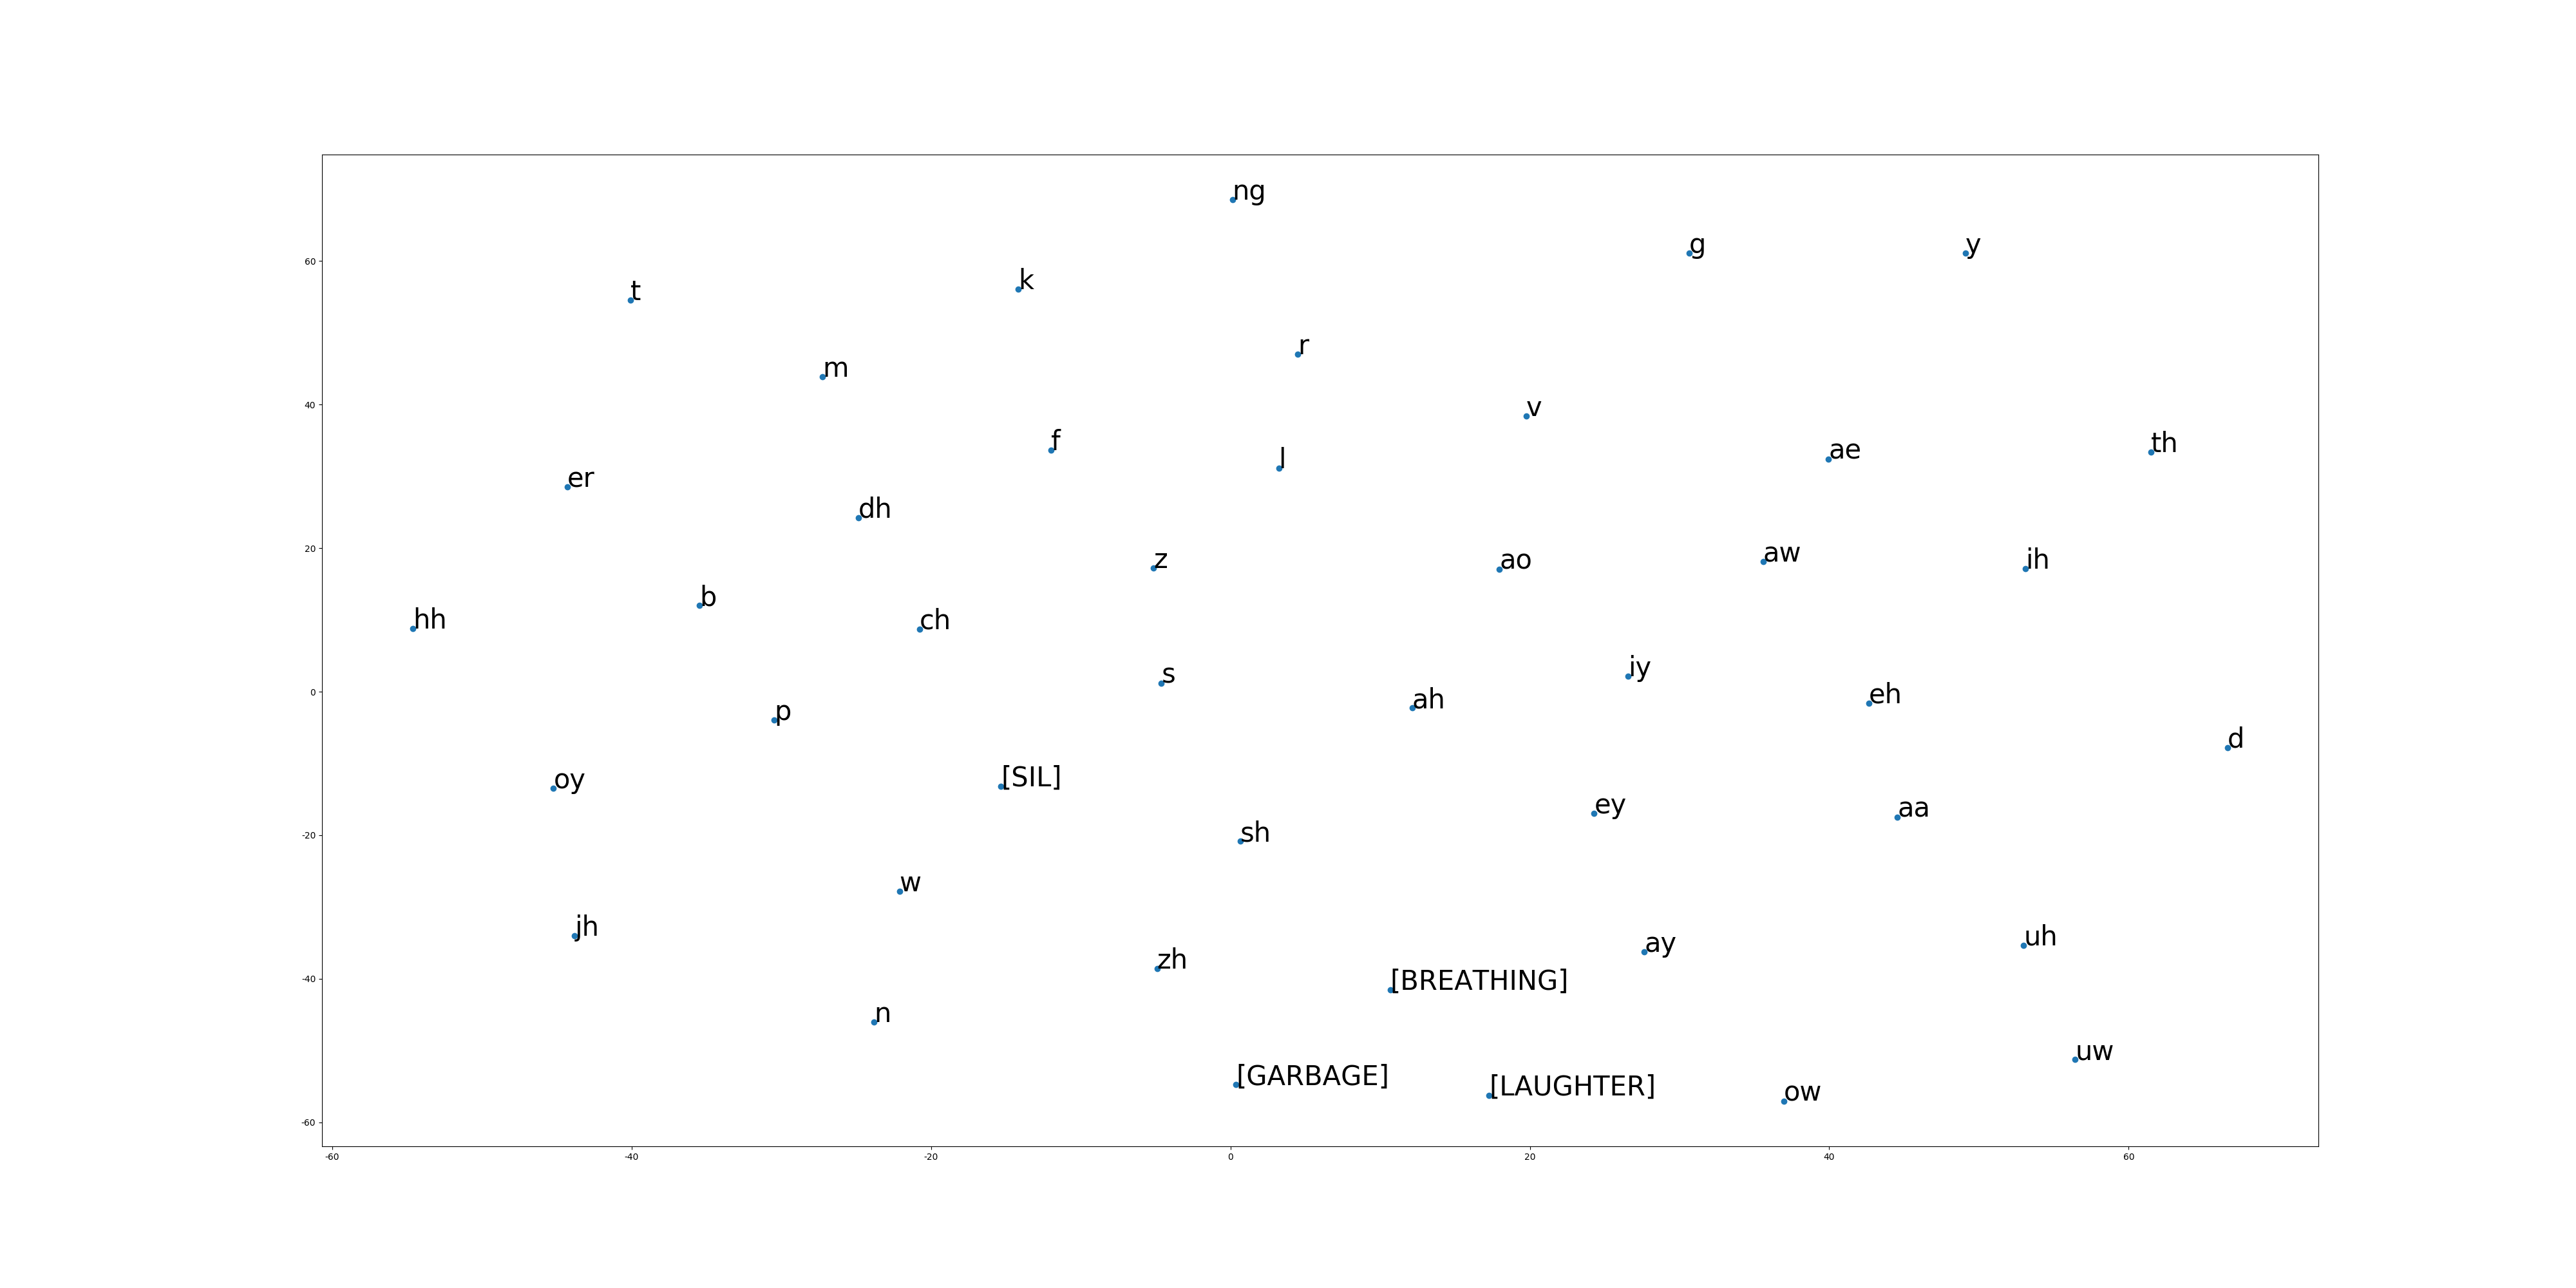 ng
g
y
60
k
t
r
m
40
v
f
th
ae
l
er
dh
aw
20
z
ao
ih
b
hh
ch
iy
s
eh
0
ah
p
d
[SIL]
oy
ey
aa
-20
sh
w
jh
uh
ay
zh
-40
[BREATHING]
n
uw
[GARBAGE]
[LAUGHTER]
ow
-60
-60 -40 -20 0 20 40 60